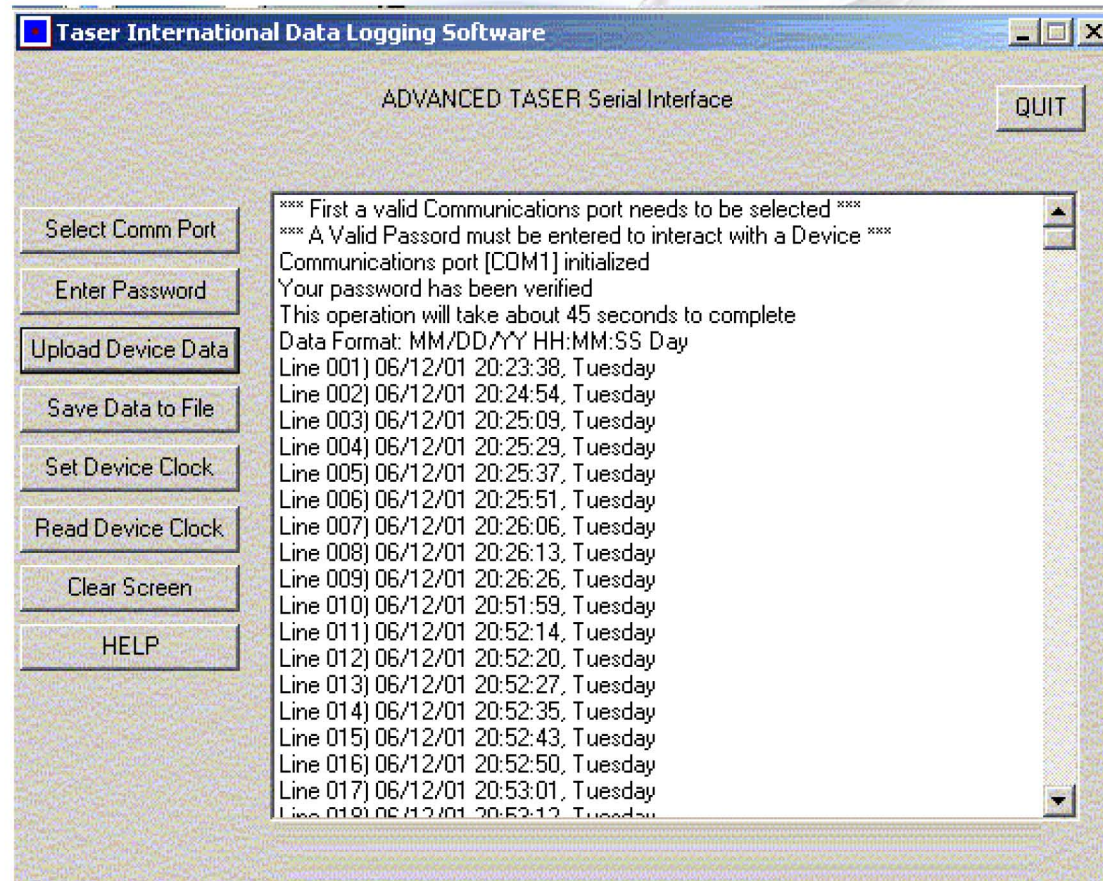 Taser International Data Logging Software
ADVANCED TASER Serial Interface
QUIT
Select Comm Port
Enter Password
Upload Device Data
Save Data to File
Set Device Clock
Read Device Clock
Clear Screen
HELP
*** First a valid Communications port needs to be selected ***
*** A Valid Passord must be entered to interact with a Device ***
Communications port [COM1] initialized
Your password has been verified
This operation will take about 45 seconds to complete
Data Format: MM/DD/YY HH:MM:SS Day
Line 001) 06/12/01 20:23:38, Tuesday
Line 002) 06/12/01 20:24:54, Tuesday
Line 003) 06/12/01 20:25:09, Tuesday
Line 004) 06/12/01 20:25:29, Tuesday
Line 005) 06/12/01 20:25:37, Tuesday
Line 006) 06/12/01 20:25:51, Tuesday
Line 007) 06/12/01 20:26:06, Tuesday
Line 008) 06/12/01 20:26:13, Tuesday
Line 009) 06/12/01 20:26:26, Tuesday
Line 010) 06/12/01 20:51:59, Tuesday
Line 011) 06/12/01 20:52:14, Tuesday
Line 012) 06/12/01 20:52:20, Tuesday
Line 013) 06/12/01 20:52:27, Tuesday
Line 014) 06/12/01 20:52:35, Tuesday
Line 015) 06/12/01 20:52:43, Tuesday
Line 016) 06/12/01 20:52:50, Tuesday
Line 017) 06/12/01 20:53:01, Tuesday
Line 018) 06/12/01 20:53:12, Tuesday